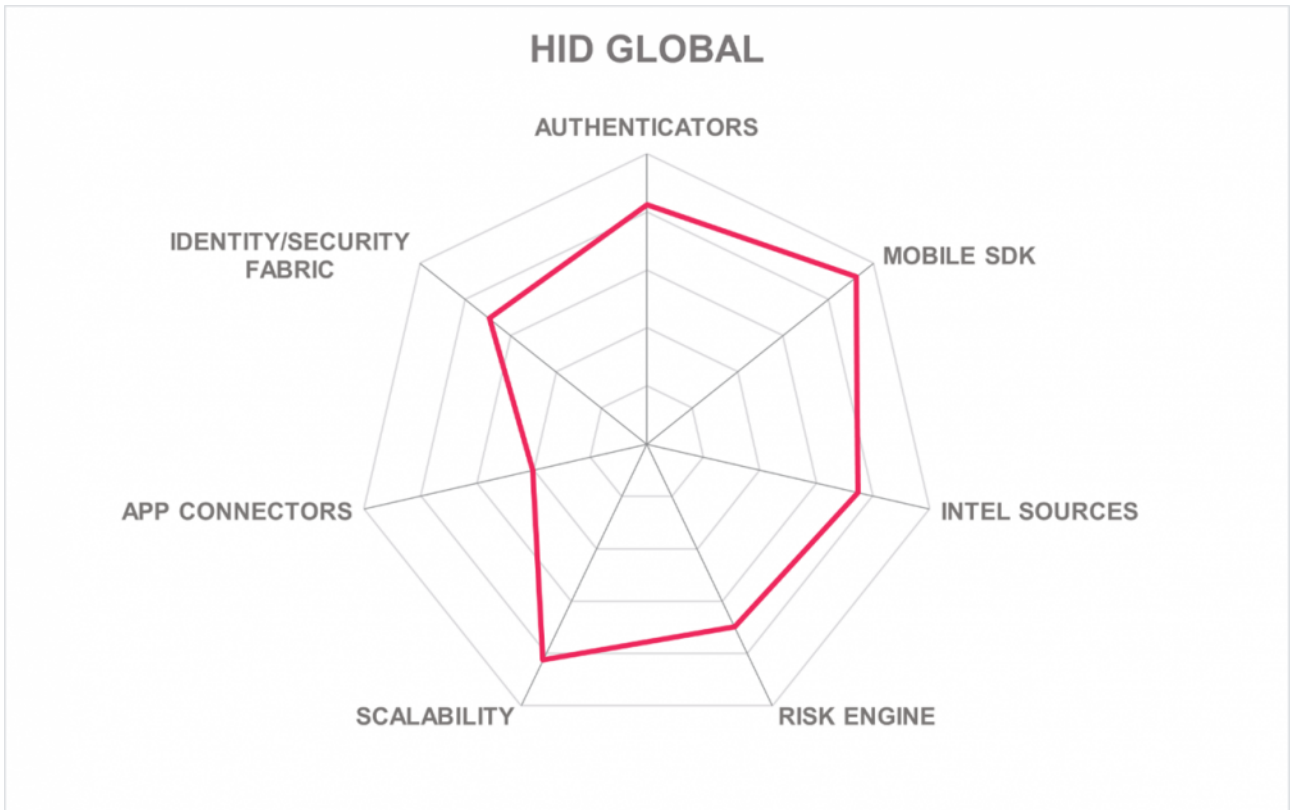 HID GLOBAL
AUTHENTICATORS
IDENTITY/SECURITY
FABRIC
MOBILE SDK
APP CONNECTORS
INTEL SOURCES
SCALABILITY
RISK ENGINE